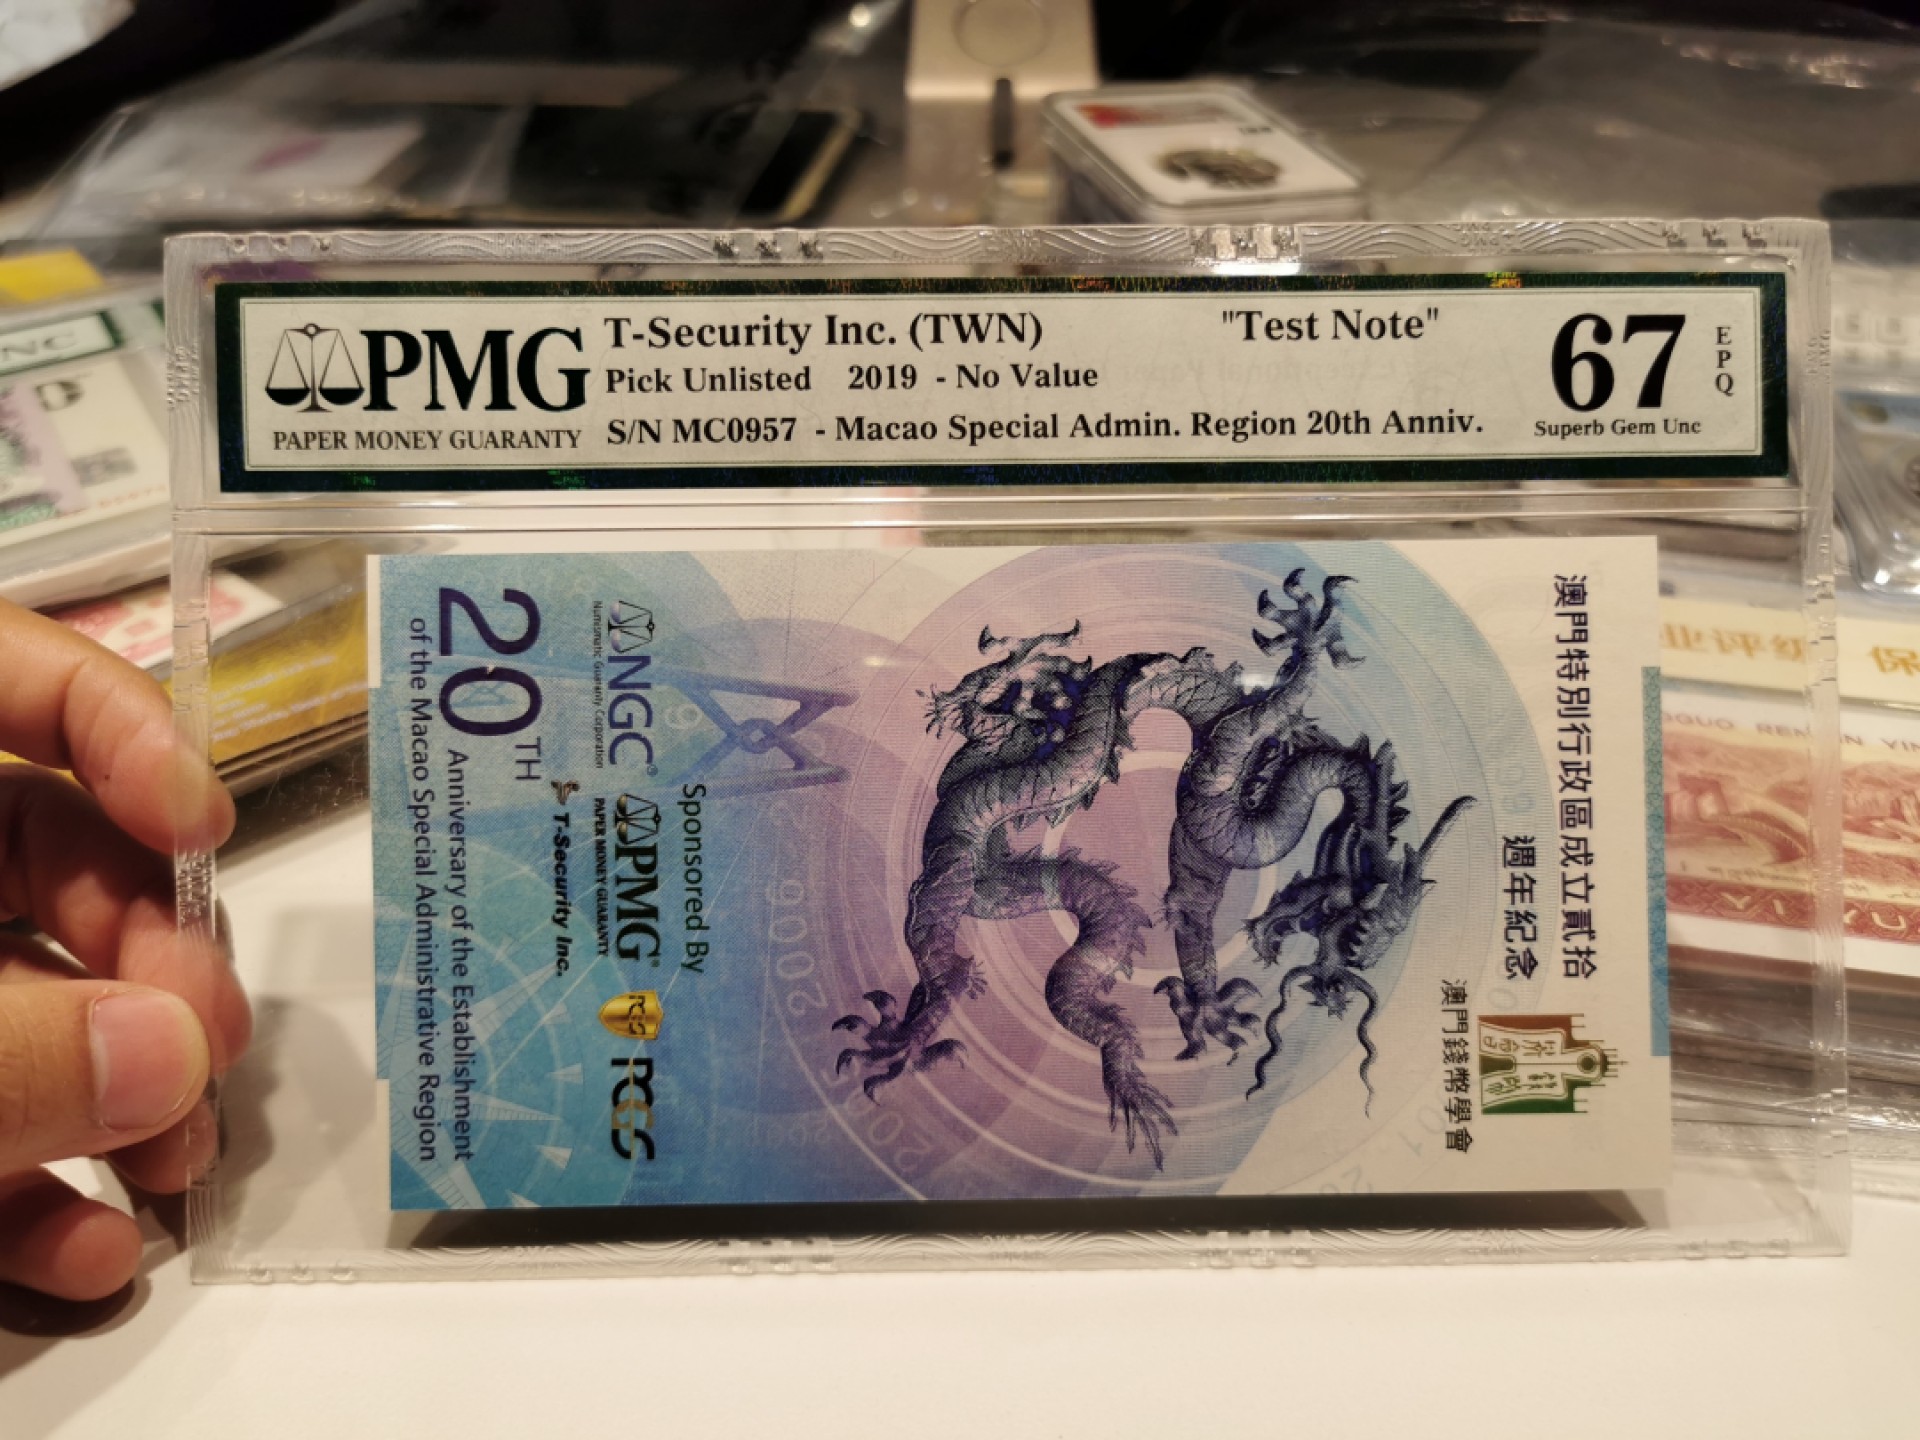 PMG
PAPER MONEY GUARANTY
T-Security Inc. (TWN)
"Test Note"
Pick Unlisted 2019 - No Value
S/N MC0957 - Macao Special Admin. Region 20th Anniv.
67
EPQ
Superb Gem Unc
澳門特別行政區成立貳拾
週年紀念
澳門錢幣學會
Sponsored By
NGC®
Numismatic Guaranty Corporation
PMG®
PAPER MONEY GUARANTY
PCGS
PCGS
T-Security Inc.
20TH
Anniversary of the Establishment
of the Macao Special Administrative Region
2009
2005